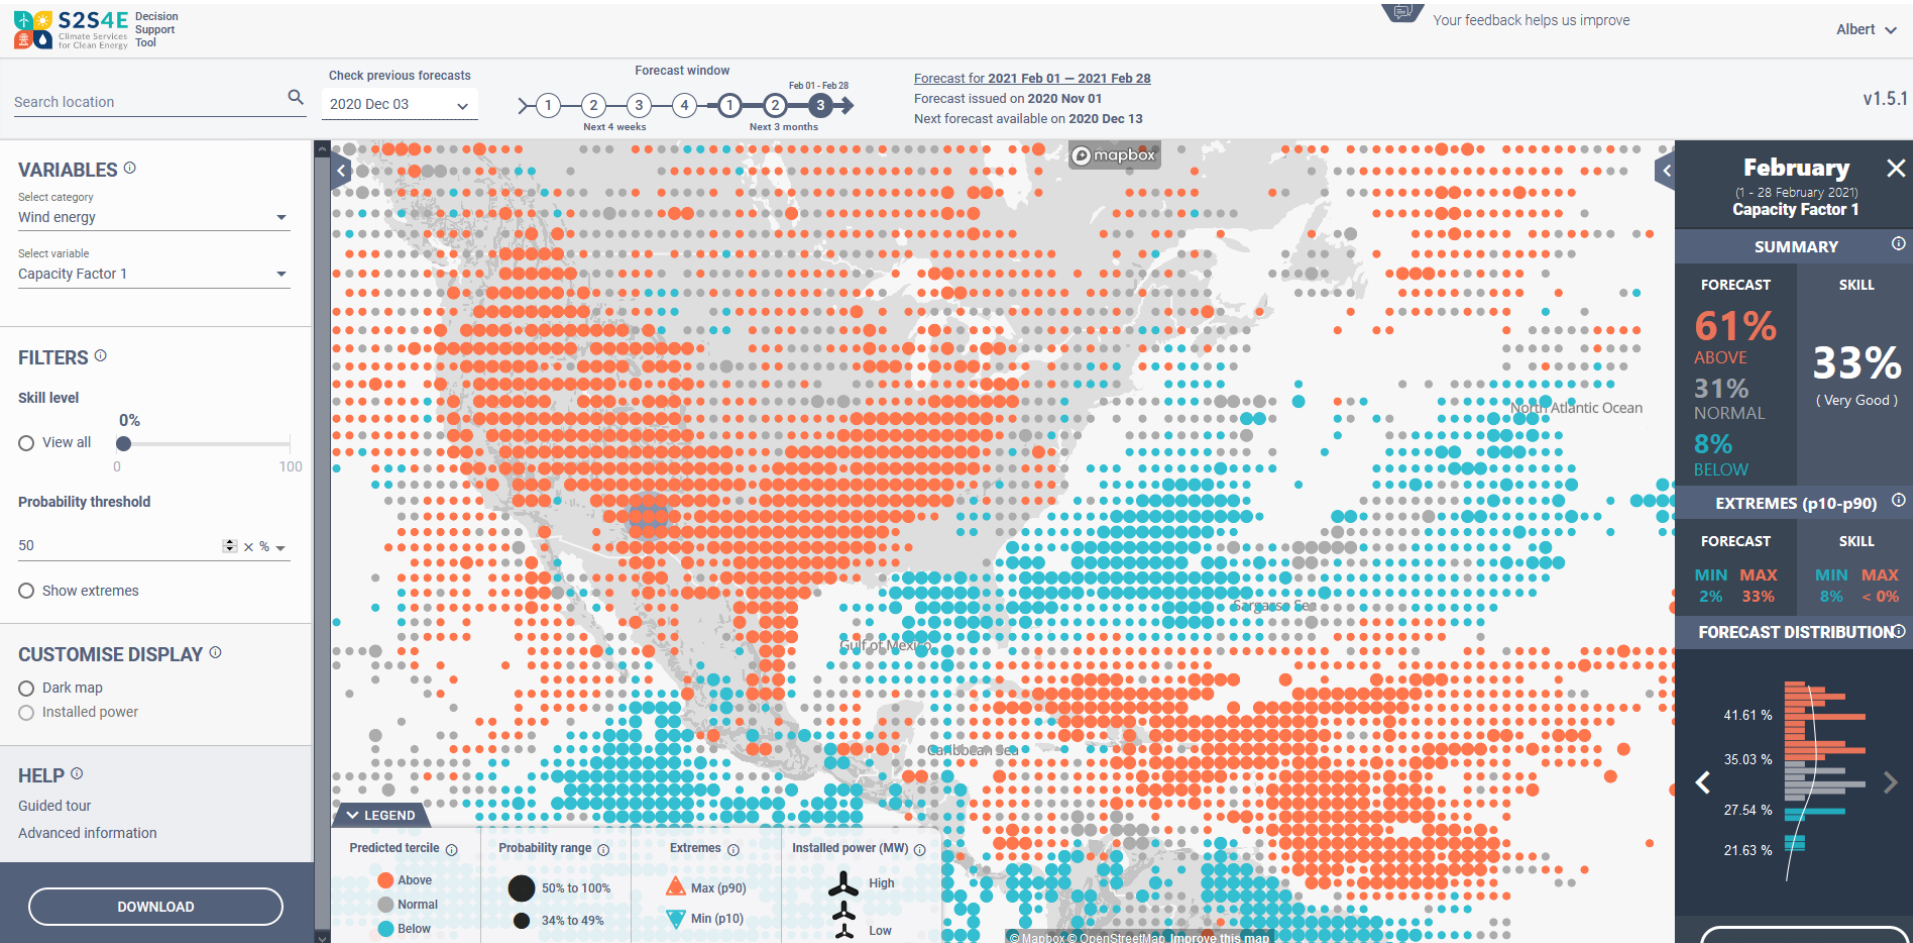 S2S4E
Climate Services
for Clean Energy
Decision
Support
Tool
Your feedback helps us improve
Albert
Search location
Check previous forecasts
2020 Dec 03
Forecast window
Feb 01 - Feb 28
1 2 3 4 1 2 3
Next 4 weeks
Next 3 months
Forecast for 2021 Feb 01 — 2021 Feb 28
Forecast issued on 2020 Nov 01
Next forecast available on 2020 Dec 13
v1.5.1
VARIABLES
Select category
Wind energy
Select variable
Capacity Factor 1
FILTERS
Skill level
0%
View all
0 100
Probability threshold
50
× %
Show extremes
CUSTOMISE DISPLAY
Dark map
Installed power
HELP
Guided tour
Advanced information
DOWNLOAD
mapbox
North Atlantic Ocean
Sargasso Sea
Gulf of Mexico
Caribbean Sea
LEGEND
Predicted tercile
Above
Normal
Below
Probability range
50% to 100%
34% to 49%
Extremes
Max (p90)
Min (p10)
Installed power (MW)
High
Low
© Mapbox © OpenStreetMap Improve this map
February
(1 - 28 February 2021)
Capacity Factor 1
SUMMARY
FORECAST
61%
ABOVE
31%
NORMAL
8%
BELOW
SKILL
33%
( Very Good )
EXTREMES (p10-p90)
FORECAST SKILL
MIN MAX MIN MAX
2% 33% 8% < 0%
FORECAST DISTRIBUTION
41.61 %
35.03 %
27.54 %
21.63 %